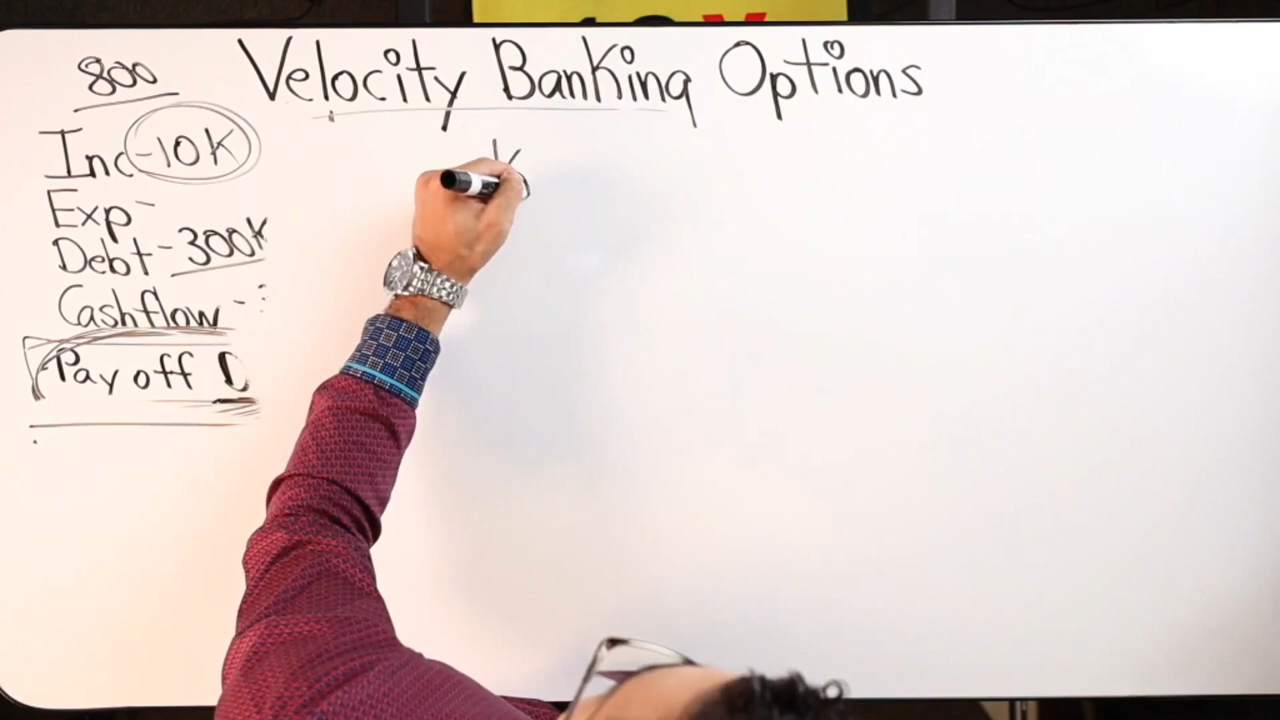 Velocity Banking Options
800
Inc-10K
Exp-
Debt-300K
Cashflow-
Pay off D